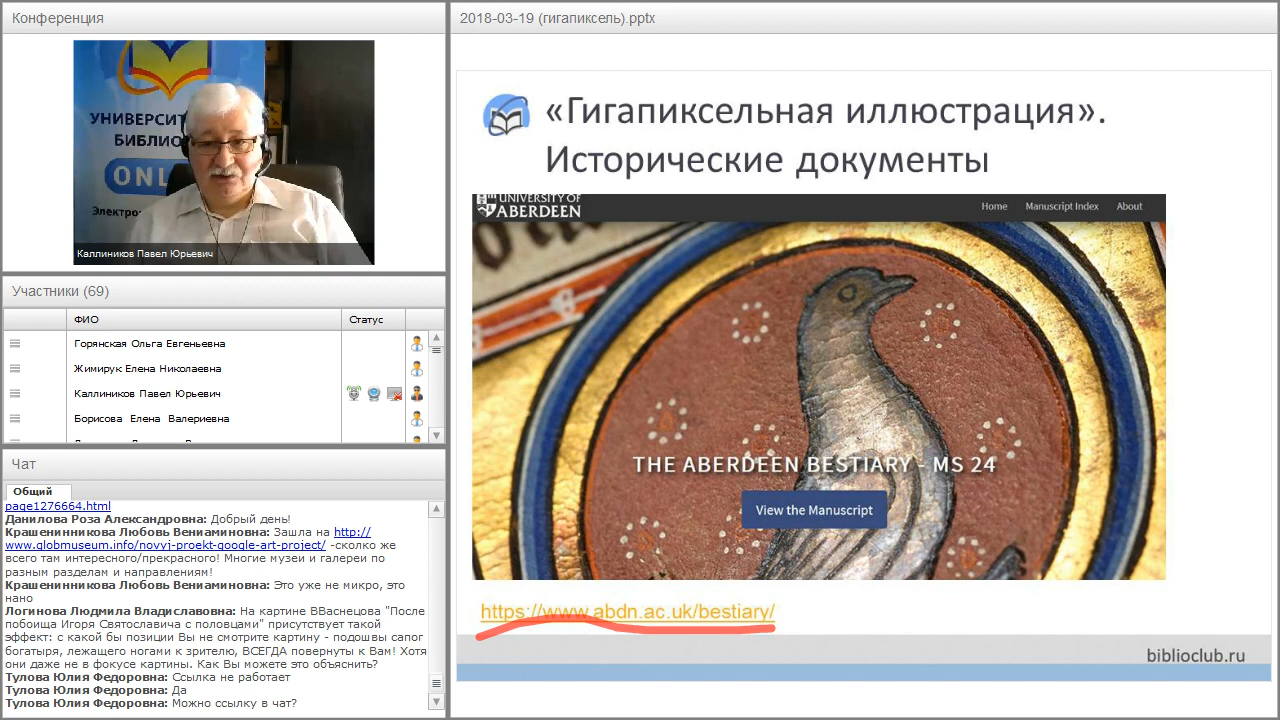 Конференция
УНИВЕРСИТ
БИБЛИО
ONL
Электро
Каллиников Павел Юрьевич
Участники (69)
ФИО Статус
Горянская Ольга Евгеньевна
Жимирук Елена Николаевна
Каллиников Павел Юрьевич
Борисова Елена Валериевна
Чат
Общий
page1276664.html
Данилова Роза Александровна: Добрый день!
Крашенинникова Любовь Вениаминовна: Зашла на http://
www.globmuseum.info/novyj-proekt-google-art-project/ -сколько же
всего там интересного/прекрасного! Многие музеи и галереи по
разным разделам и направлениям!
Крашенинникова Любовь Вениаминовна: Это уже не микро, это
нано
Логинова Людмила Владиславовна: На картине ВВаснецова "После
побоища Игоря Святославича с половцами" присутствует такой
эффект: с какой бы позиции Вы не смотрите картину - подошвы сапог
богатыря, лежащего ногами к зрителю, ВСЕГДА повернуты к Вам! Хотя
они даже не в фокусе картины. Как Вы можете это объяснить?
Тулова Юлия Федоровна: Ссылка не работает
Тулова Юлия Федоровна: Да
Тулова Юлия Федоровна: Можно ссылку в чат?
2018-03-19 (гигапиксель).pptx
«Гигапиксельная иллюстрация».
Исторические документы
UNIVERSITY OF
ABERDEEN
Home Manuscript Index About
THE ABERDEEN BESTIARY - MS 24
View the Manuscript
https://www.abdn.ac.uk/bestiary/
biblioclub.ru